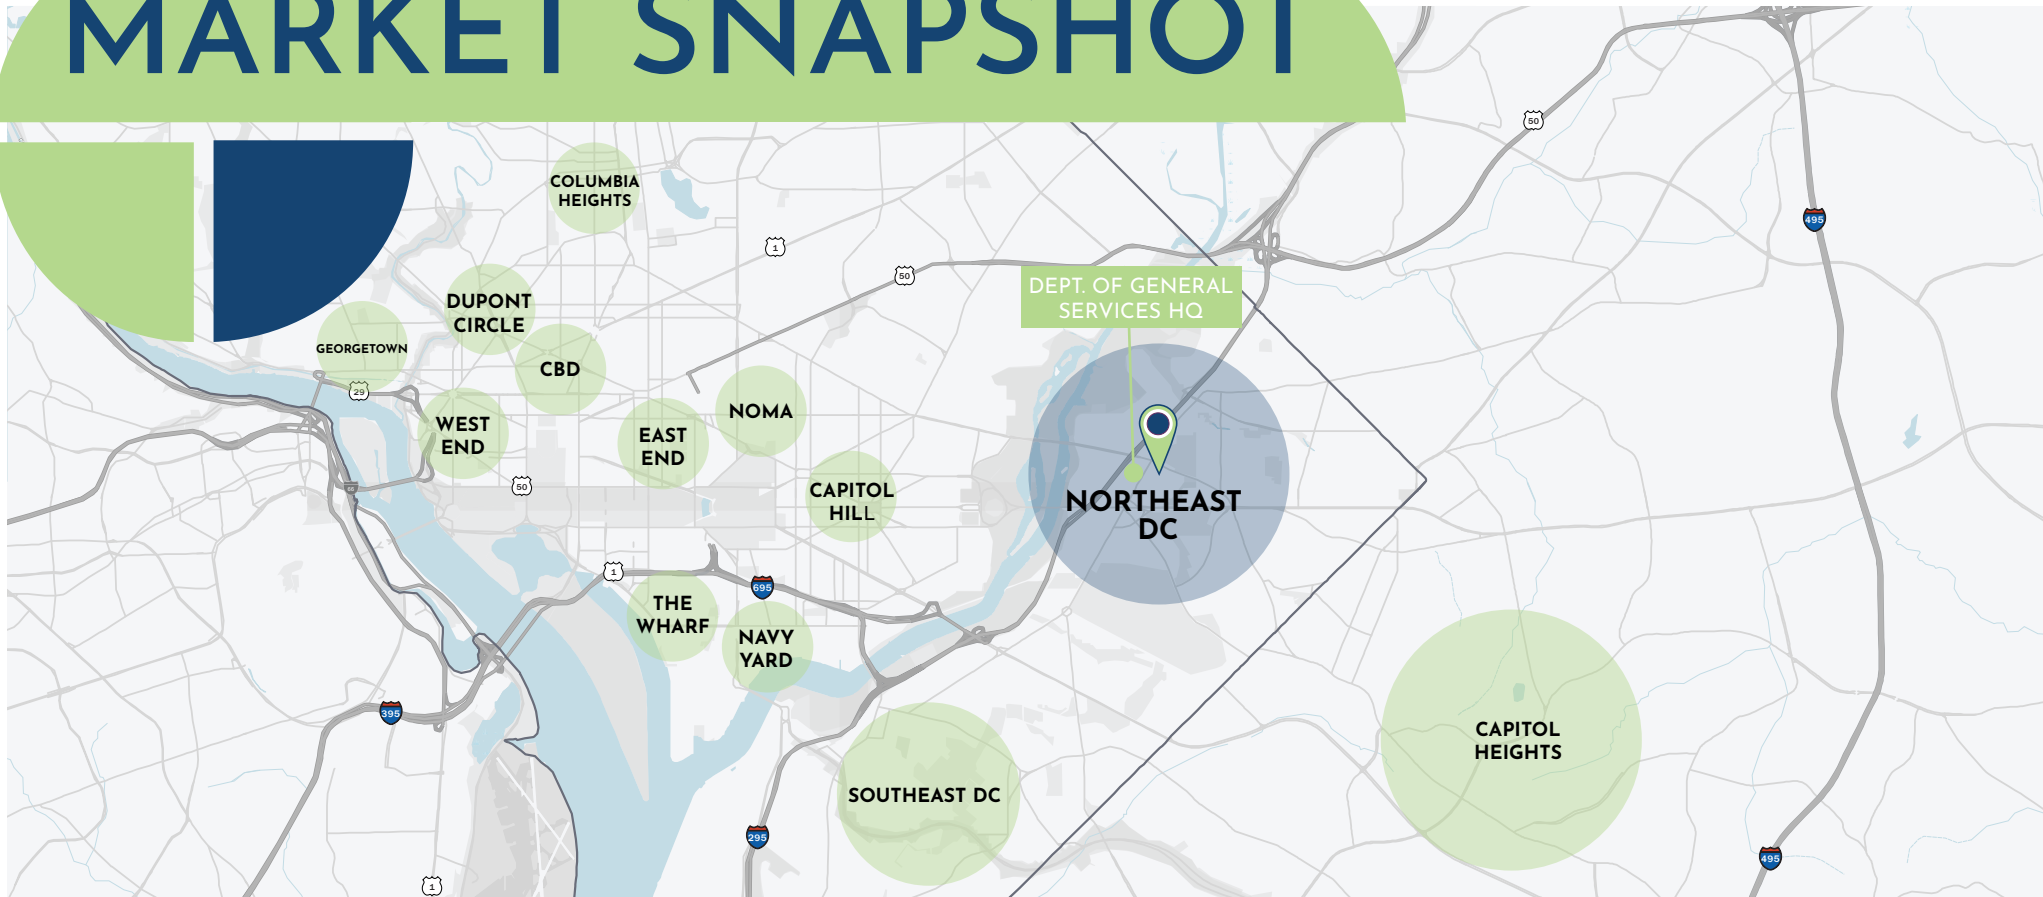 MARKET SNAPSHOT
50
495
COLUMBIA
HEIGHTS
1
50
DEPT. OF GENERAL
SERVICES HQ
DUPONT
CIRCLE
GEORGETOWN
CBD
29
WEST
END
NOMA
EAST
END
50
CAPITOL
HILL
NORTHEAST
DC
1
695
THE
WHARF
NAVY
YARD
395
CAPITOL
HEIGHTS
SOUTHEAST DC
295
495
1